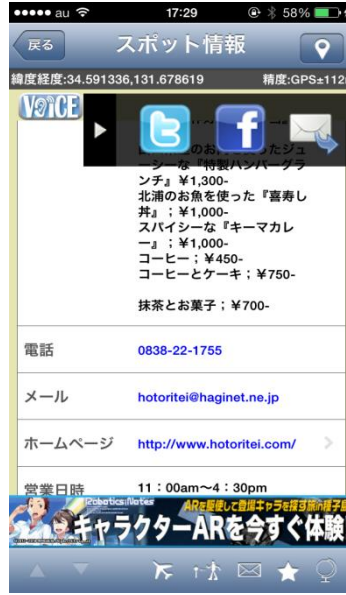 au 17:29 58%
戻る スポット情報
緯度経度:34.591336,131.678619 精度:GPS±112
VOICE
ーシーな『特製ハンバーグラ
ンチ』¥1,300-
北浦のお魚を使った『喜寿し
丼』；¥1,000-
スパイシーな『キーマカレ
ー』；¥1,000-
コーヒー；¥450-
コーヒーとケーキ；¥750-
抹茶とお菓子；¥700-
電話 0838-22-1755
メール hotoritei@haginet.ne.jp
ホームページ http://www.hotoritei.com/
営業日時 11：00am〜4：30pm
Robotics;Notes ARを駆使して登場キャラを探す旅in種子島
キャラクターARを今すぐ体験